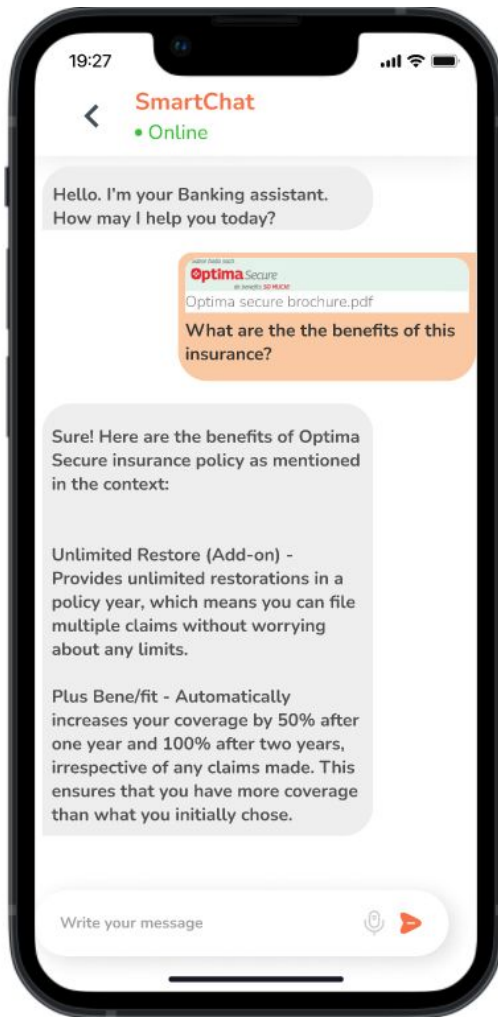 19:27
SmartChat
• Online
Hello. I'm your Banking assistant.
How may I help you today?
Optima Secure
Optima secure brochure.pdf
What are the the benefits of this
insurance?
Sure! Here are the benefits of Optima
Secure insurance policy as mentioned
in the context:
Unlimited Restore (Add-on) -
Provides unlimited restorations in a
policy year, which means you can file
multiple claims without worrying
about any limits.
Plus Bene/fit - Automatically
increases your coverage by 50% after
one year and 100% after two years,
irrespective of any claims made. This
ensures that you have more coverage
than what you initially chose.
Write your message